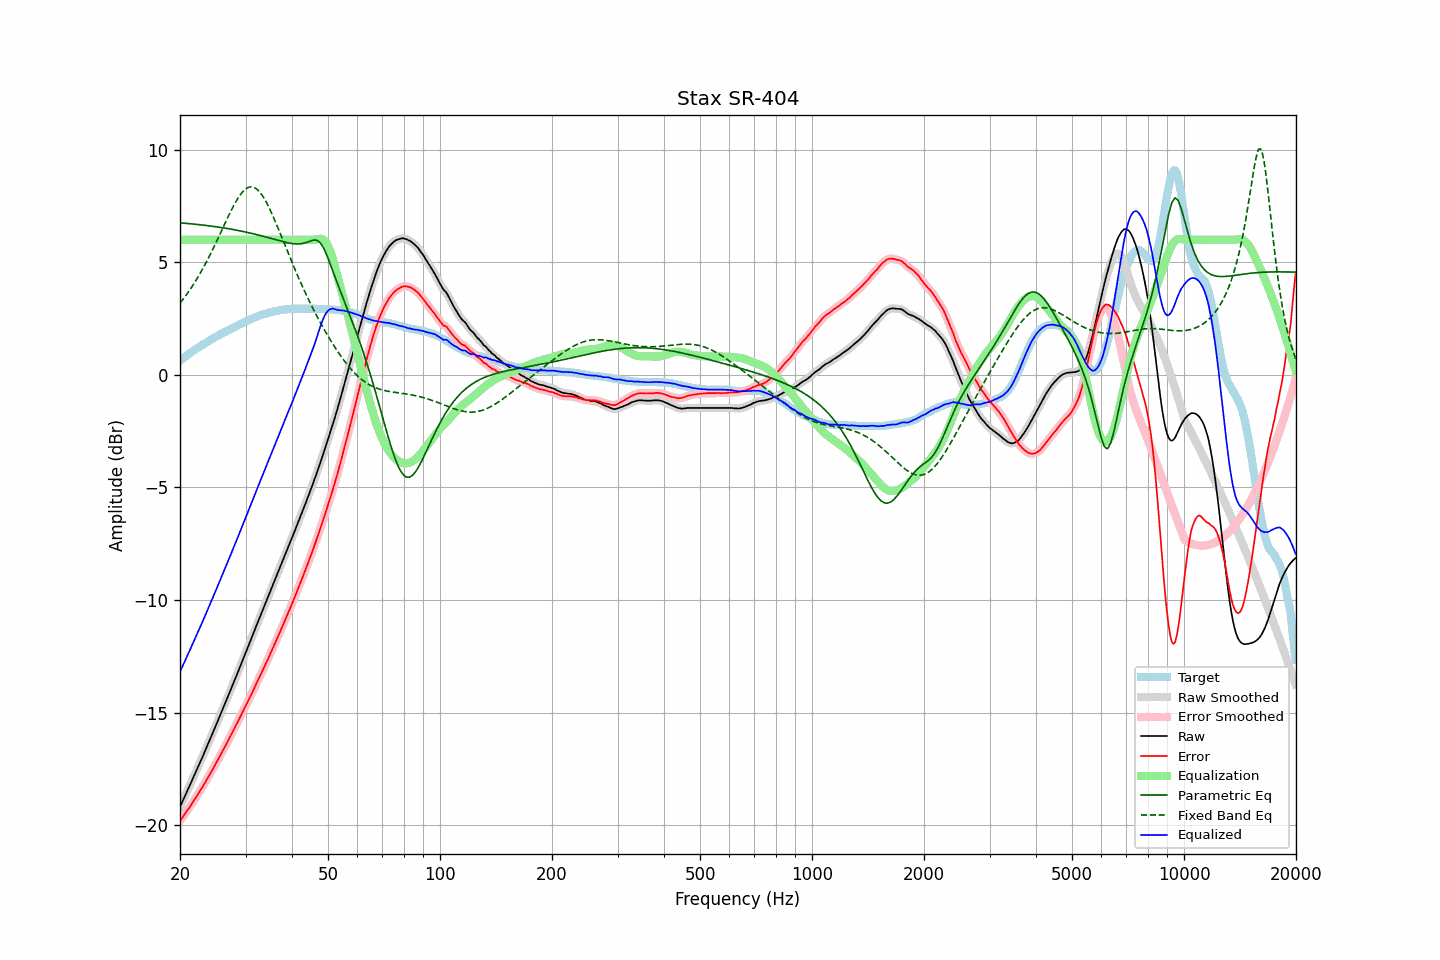 Stax SR-404
Amplitude (dBr)
10
5
0
−5
−10
−15
−20
20
50
100
200
500
1000
2000
5000
10000
20000
Frequency (Hz)
Target
Raw Smoothed
Error Smoothed
Raw
Error
Equalization
Parametric Eq
Fixed Band Eq
Equalized